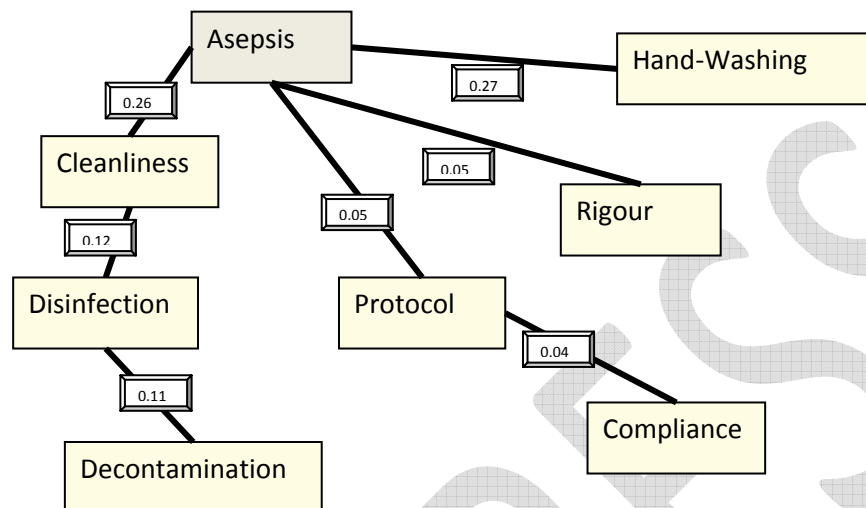 Asepsis
Hand-Washing
0.27
0.26
Cleanliness
0.05
Rigour
0.05
0.12
Disinfection
Protocol
0.04
0.11
Compliance
Decontamination